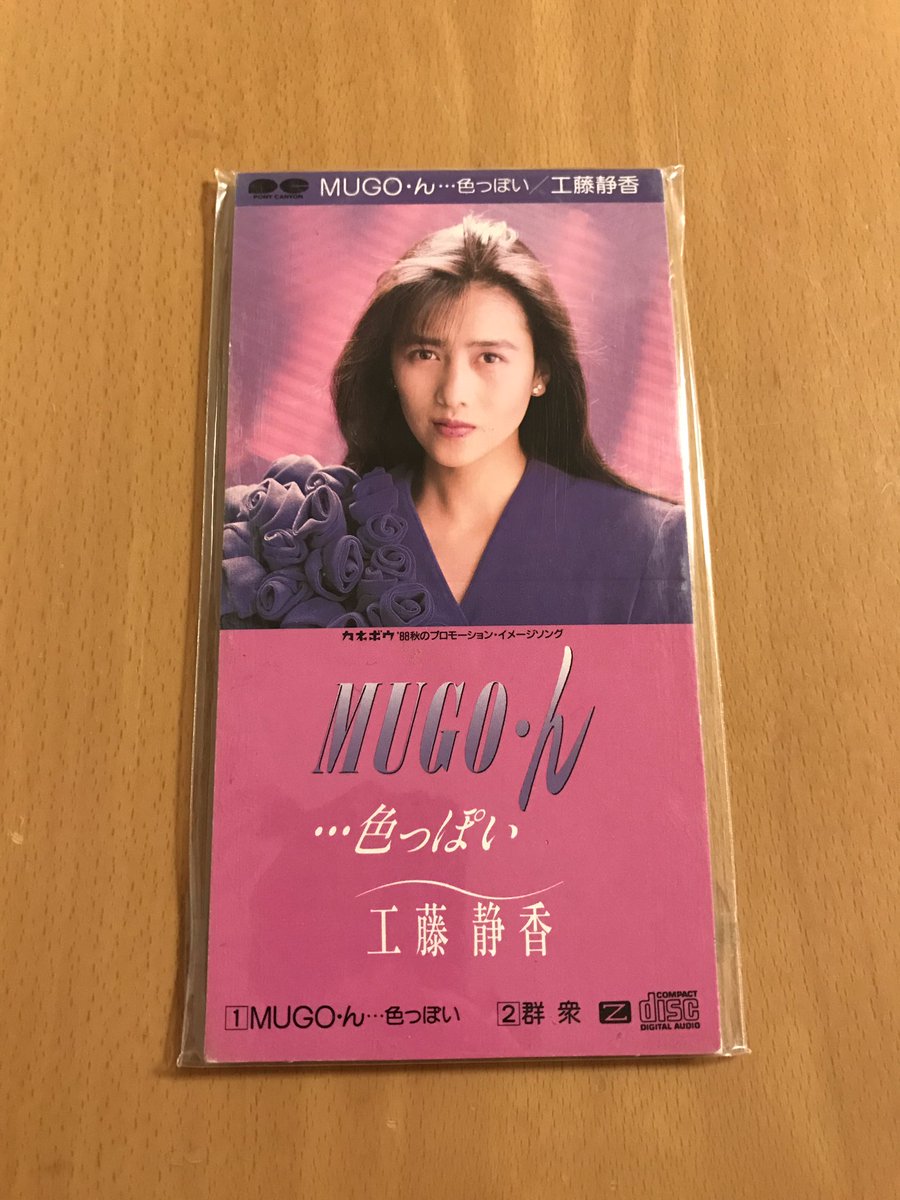 PONY CANYON
MUGO・ん…色っぽい／工藤静香
カネボウ '88秋のプロモーション・イメージソング
MUGO・ん
…色っぽい
工藤 静香
1 MUGO・ん…色っぽい 2 群衆 Z COMPACT disc DIGITAL AUDIO